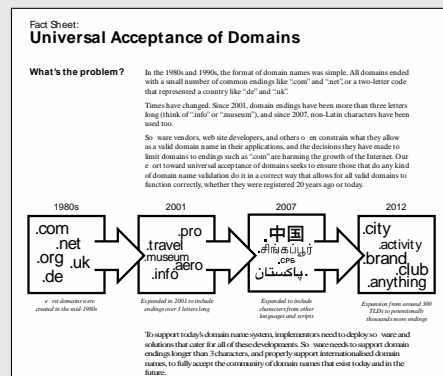 Fact Sheet:
Universal Acceptance of Domains
What's the problem?
In the 1980s and 1990s, the format of domain names was simple. All domains ended
with a small number of common endings like ".com" and ".net", or a two-letter code
that represented a country like ".de" and ".uk".
Times have changed. Since 2001, domain endings have been more than three letters
long (think of ".info" or ".museum"), and since 2007, non-Latin characters have been
used too.
So ware vendors, web site developers, and others o en constrain what they allow
as a valid domain name in their applications, and the decisions they have made to
limit domains to endings such as ".com" are harming the growth of the Internet. Our
e ort toward universal acceptance of domains seeks to ensure those that do any kind
of domain name validation do it in a correct way that allows for all valid domains to
function correctly, whether they were registered 20 years ago or today.
1980s
.com
.net
.org
.uk
.de
e rst domains were
created in the mid-1980s
2001
.pro
.travel
.museum
.aero
.info
Expanded in 2001 to include
endings over 3 letters long
2007
.中国
.சிங்கப்பூர்
.срб
.پاکستان
Expanded to include
characters from other
languages and scripts
2012
.city
.activity
.brand
.club
.anything
Expansion from around 300
TLDs to potentially
thousands more endings
To support today's domain name system, implementors need to deploy so ware and
solutions that cater for all of these developments. So ware needs to support domain
endings longer than 3 characters, and properly support internationalised domain
names, to fully accept the community of domain names that exist today and in the
future.